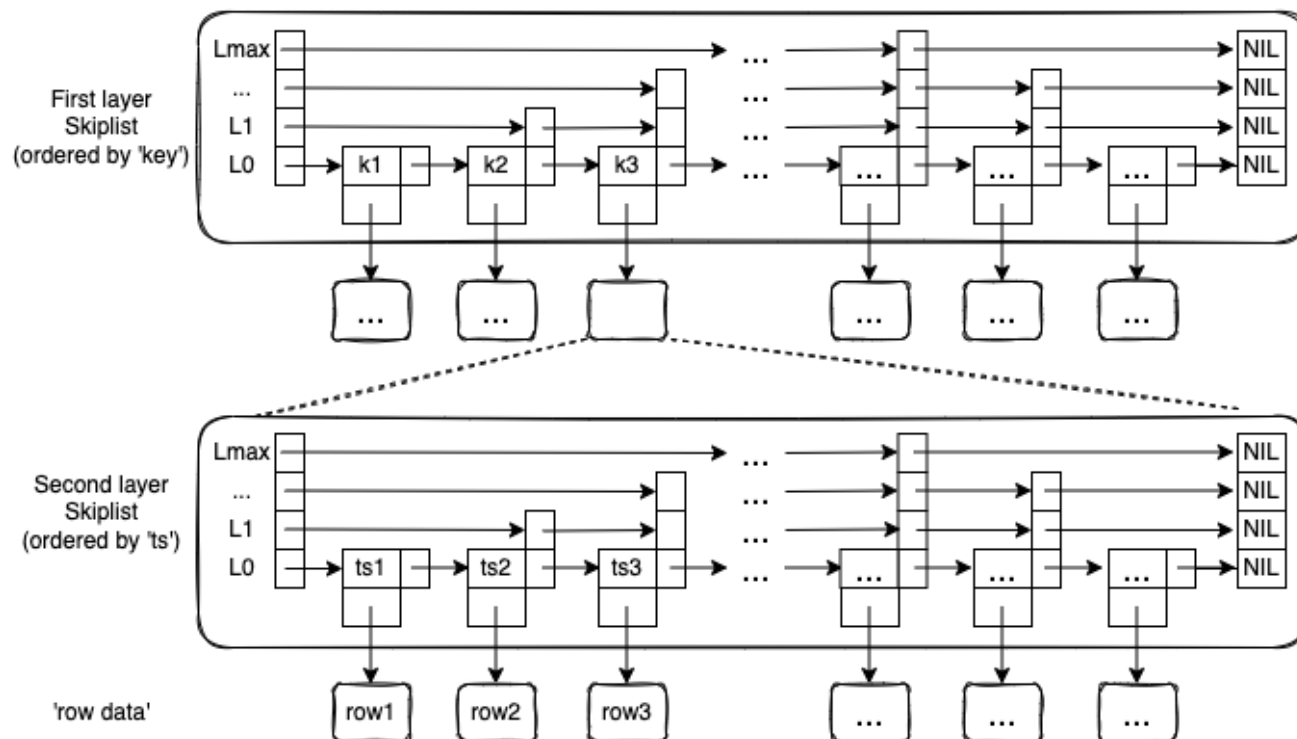 Lmax ... NIL
... ... NIL
First layer
Skiplist
(ordered by 'key')
L1 ... NIL
L0 k1 k2 k3 ... ... ... ... NIL
... ... ... ... ...
Lmax ... NIL
... ... NIL
Second layer
Skiplist
(ordered by 'ts')
L1 ... NIL
L0 ts1 ts2 ts3 ... ... ... ... NIL
'row data' row1 row2 row3 ... ... ...